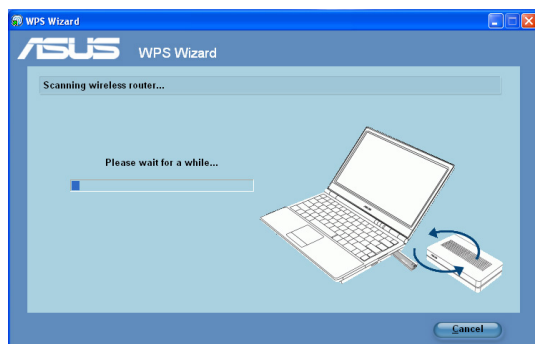 WPS Wizard
ASUS WPS Wizard
Scanning wireless router...
Please wait for a while...
Cancel